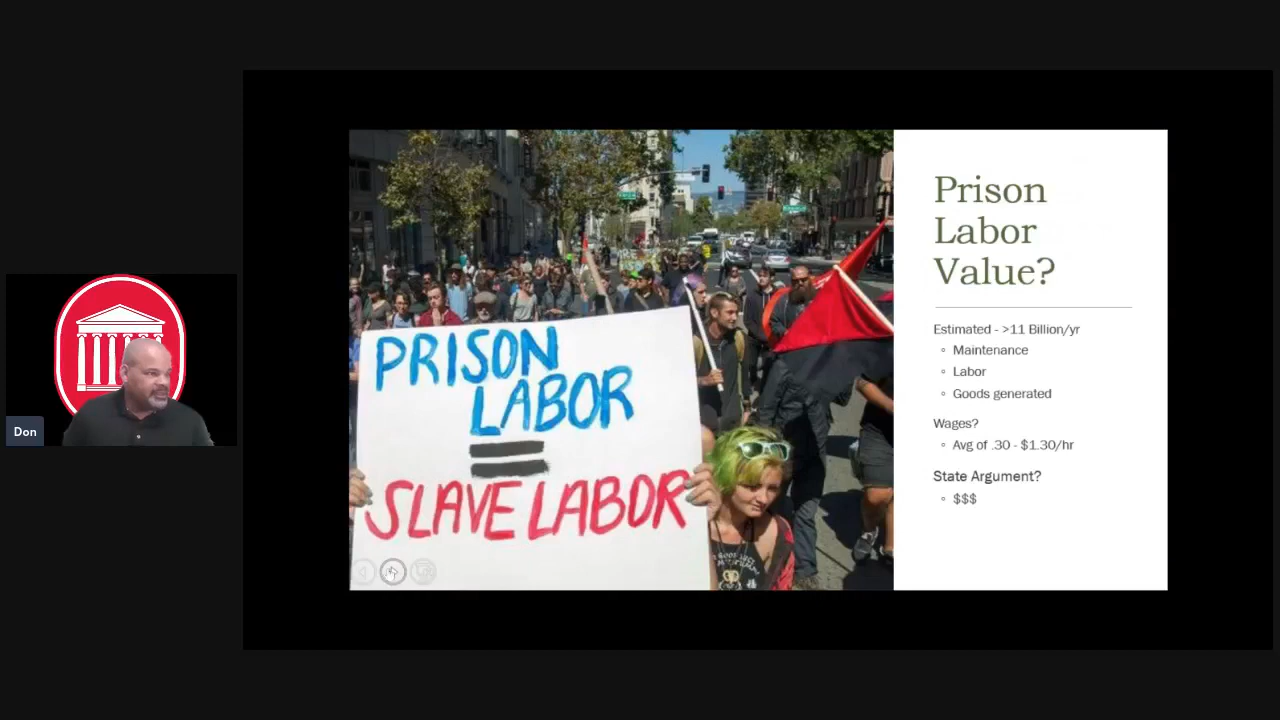 Don
PRISON
LABOR
=
SLAVE LABOR
Prison
Labor
Value?
Estimated - >11 Billion/yr
◦ Maintenance
◦ Labor
◦ Goods generated
Wages?
◦ Avg of .30 - $1.30/hr
State Argument?
◦ $$$